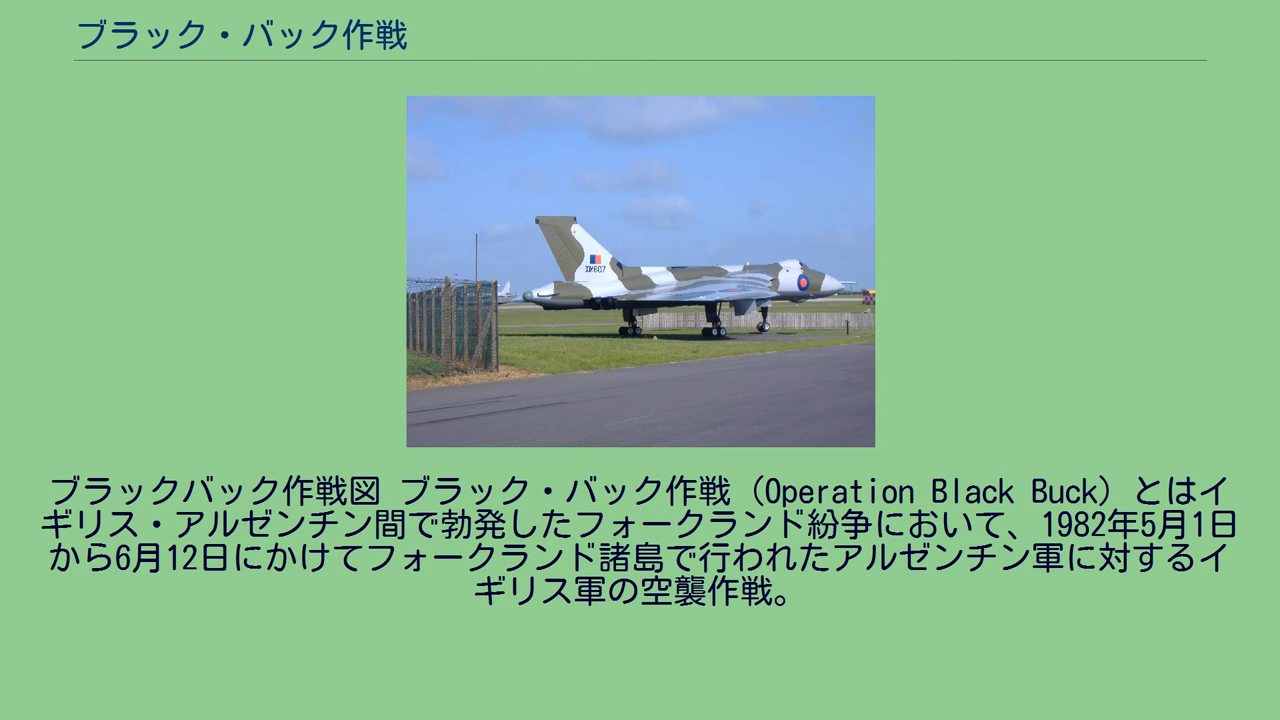 ブラック・バック作戦
XM607
ブラックバック作戦図 ブラック・バック作戦（Operation Black Buck）とはイ
ギリス・アルゼンチン間で勃発したフォークランド紛争において、1982年5月1日
から6月12日にかけてフォークランド諸島で行われたアルゼンチン軍に対するイ
ギリス軍の空襲作戦。